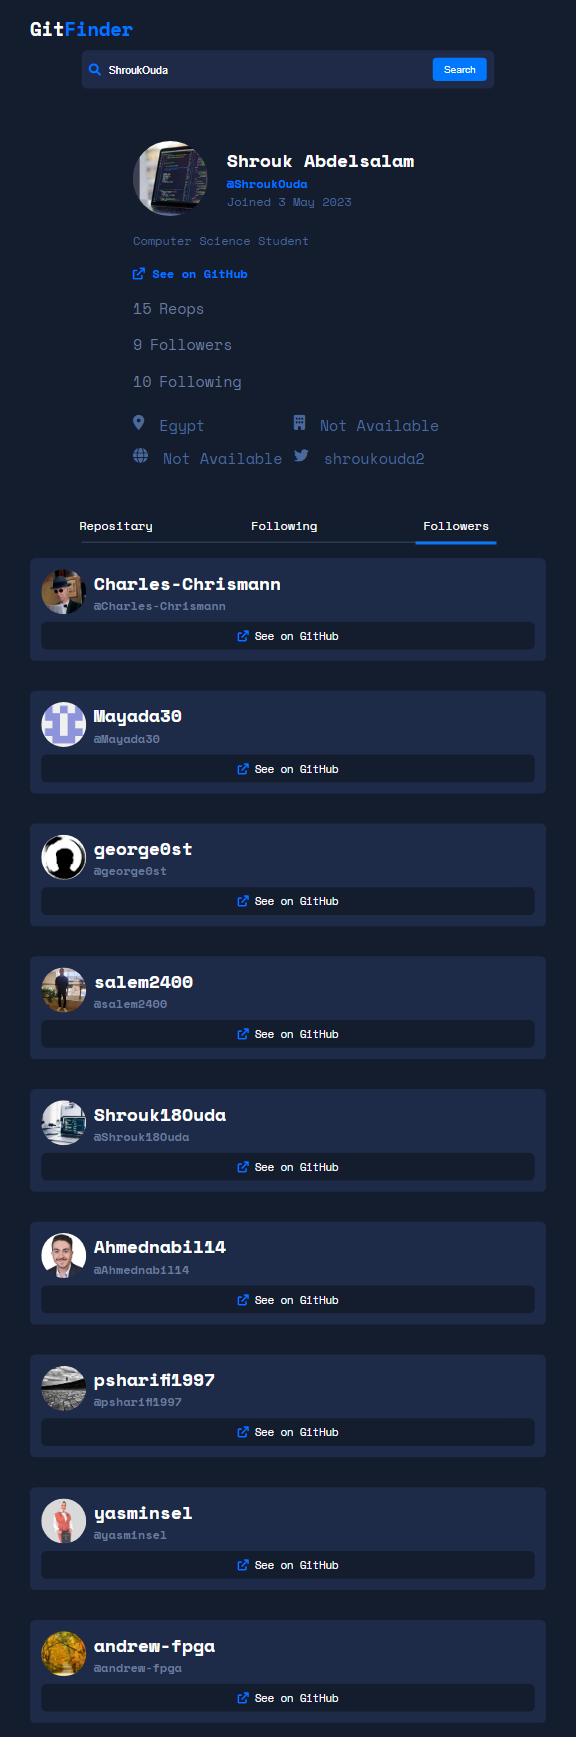 GitFinder
ShroukOuda
Search
Shrouk Abdelsalam
@ShroukOuda
Joined 3 May 2023
Computer Science Student
See on GitHub
15 Reops
9 Followers
10 Following
Egypt
Not Available
Not Available
shroukouda2
Repositary Following Followers
Charles-Chrismann
@Charles-Chrismann
See on GitHub
Mayada30
@Mayada30
See on GitHub
george0st
@george0st
See on GitHub
salem2400
@salem2400
See on GitHub
Shrouk18Ouda
@Shrouk18Ouda
See on GitHub
Ahmednabil14
@Ahmednabil14
See on GitHub
psharifi1997
@psharifi1997
See on GitHub
yasminsel
@yasminsel
See on GitHub
andrew-fpga
@andrew-fpga
See on GitHub